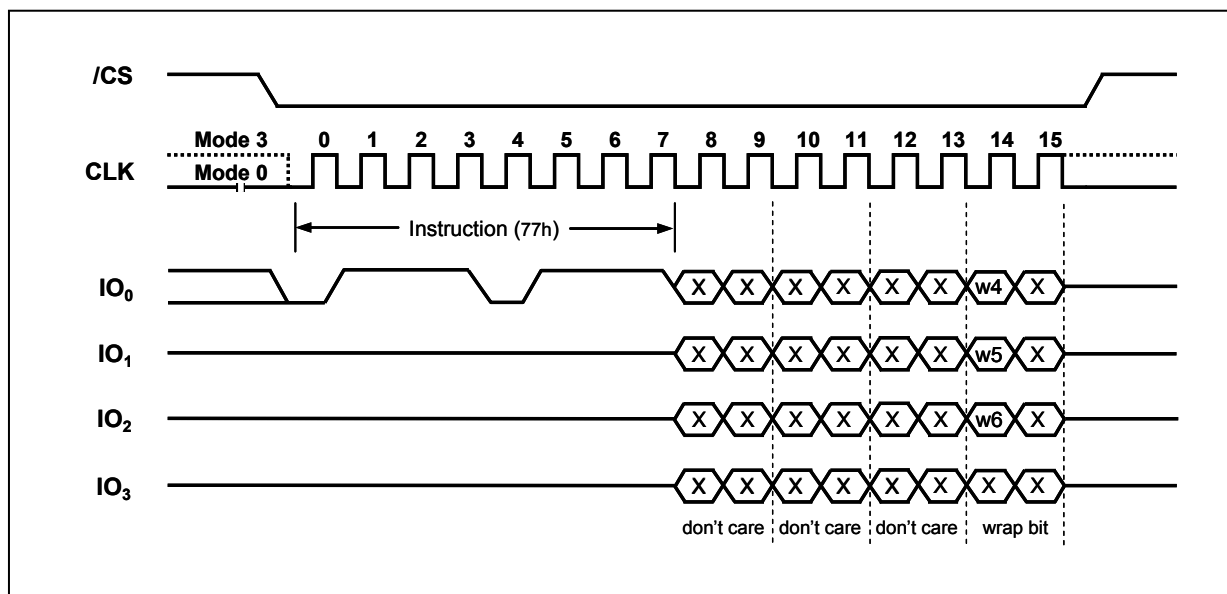 /CS
Mode 3 0 1 2 3 4 5 6 7 8 9 10 11 12 13 14 15
CLK Mode 0
Instruction (77h)
IO₀ X X X X X X w4 X
IO₁ X X X X X X w5 X
IO₂ X X X X X X w6 X
IO₃ X X X X X X X X
don't care don't care don't care wrap bit